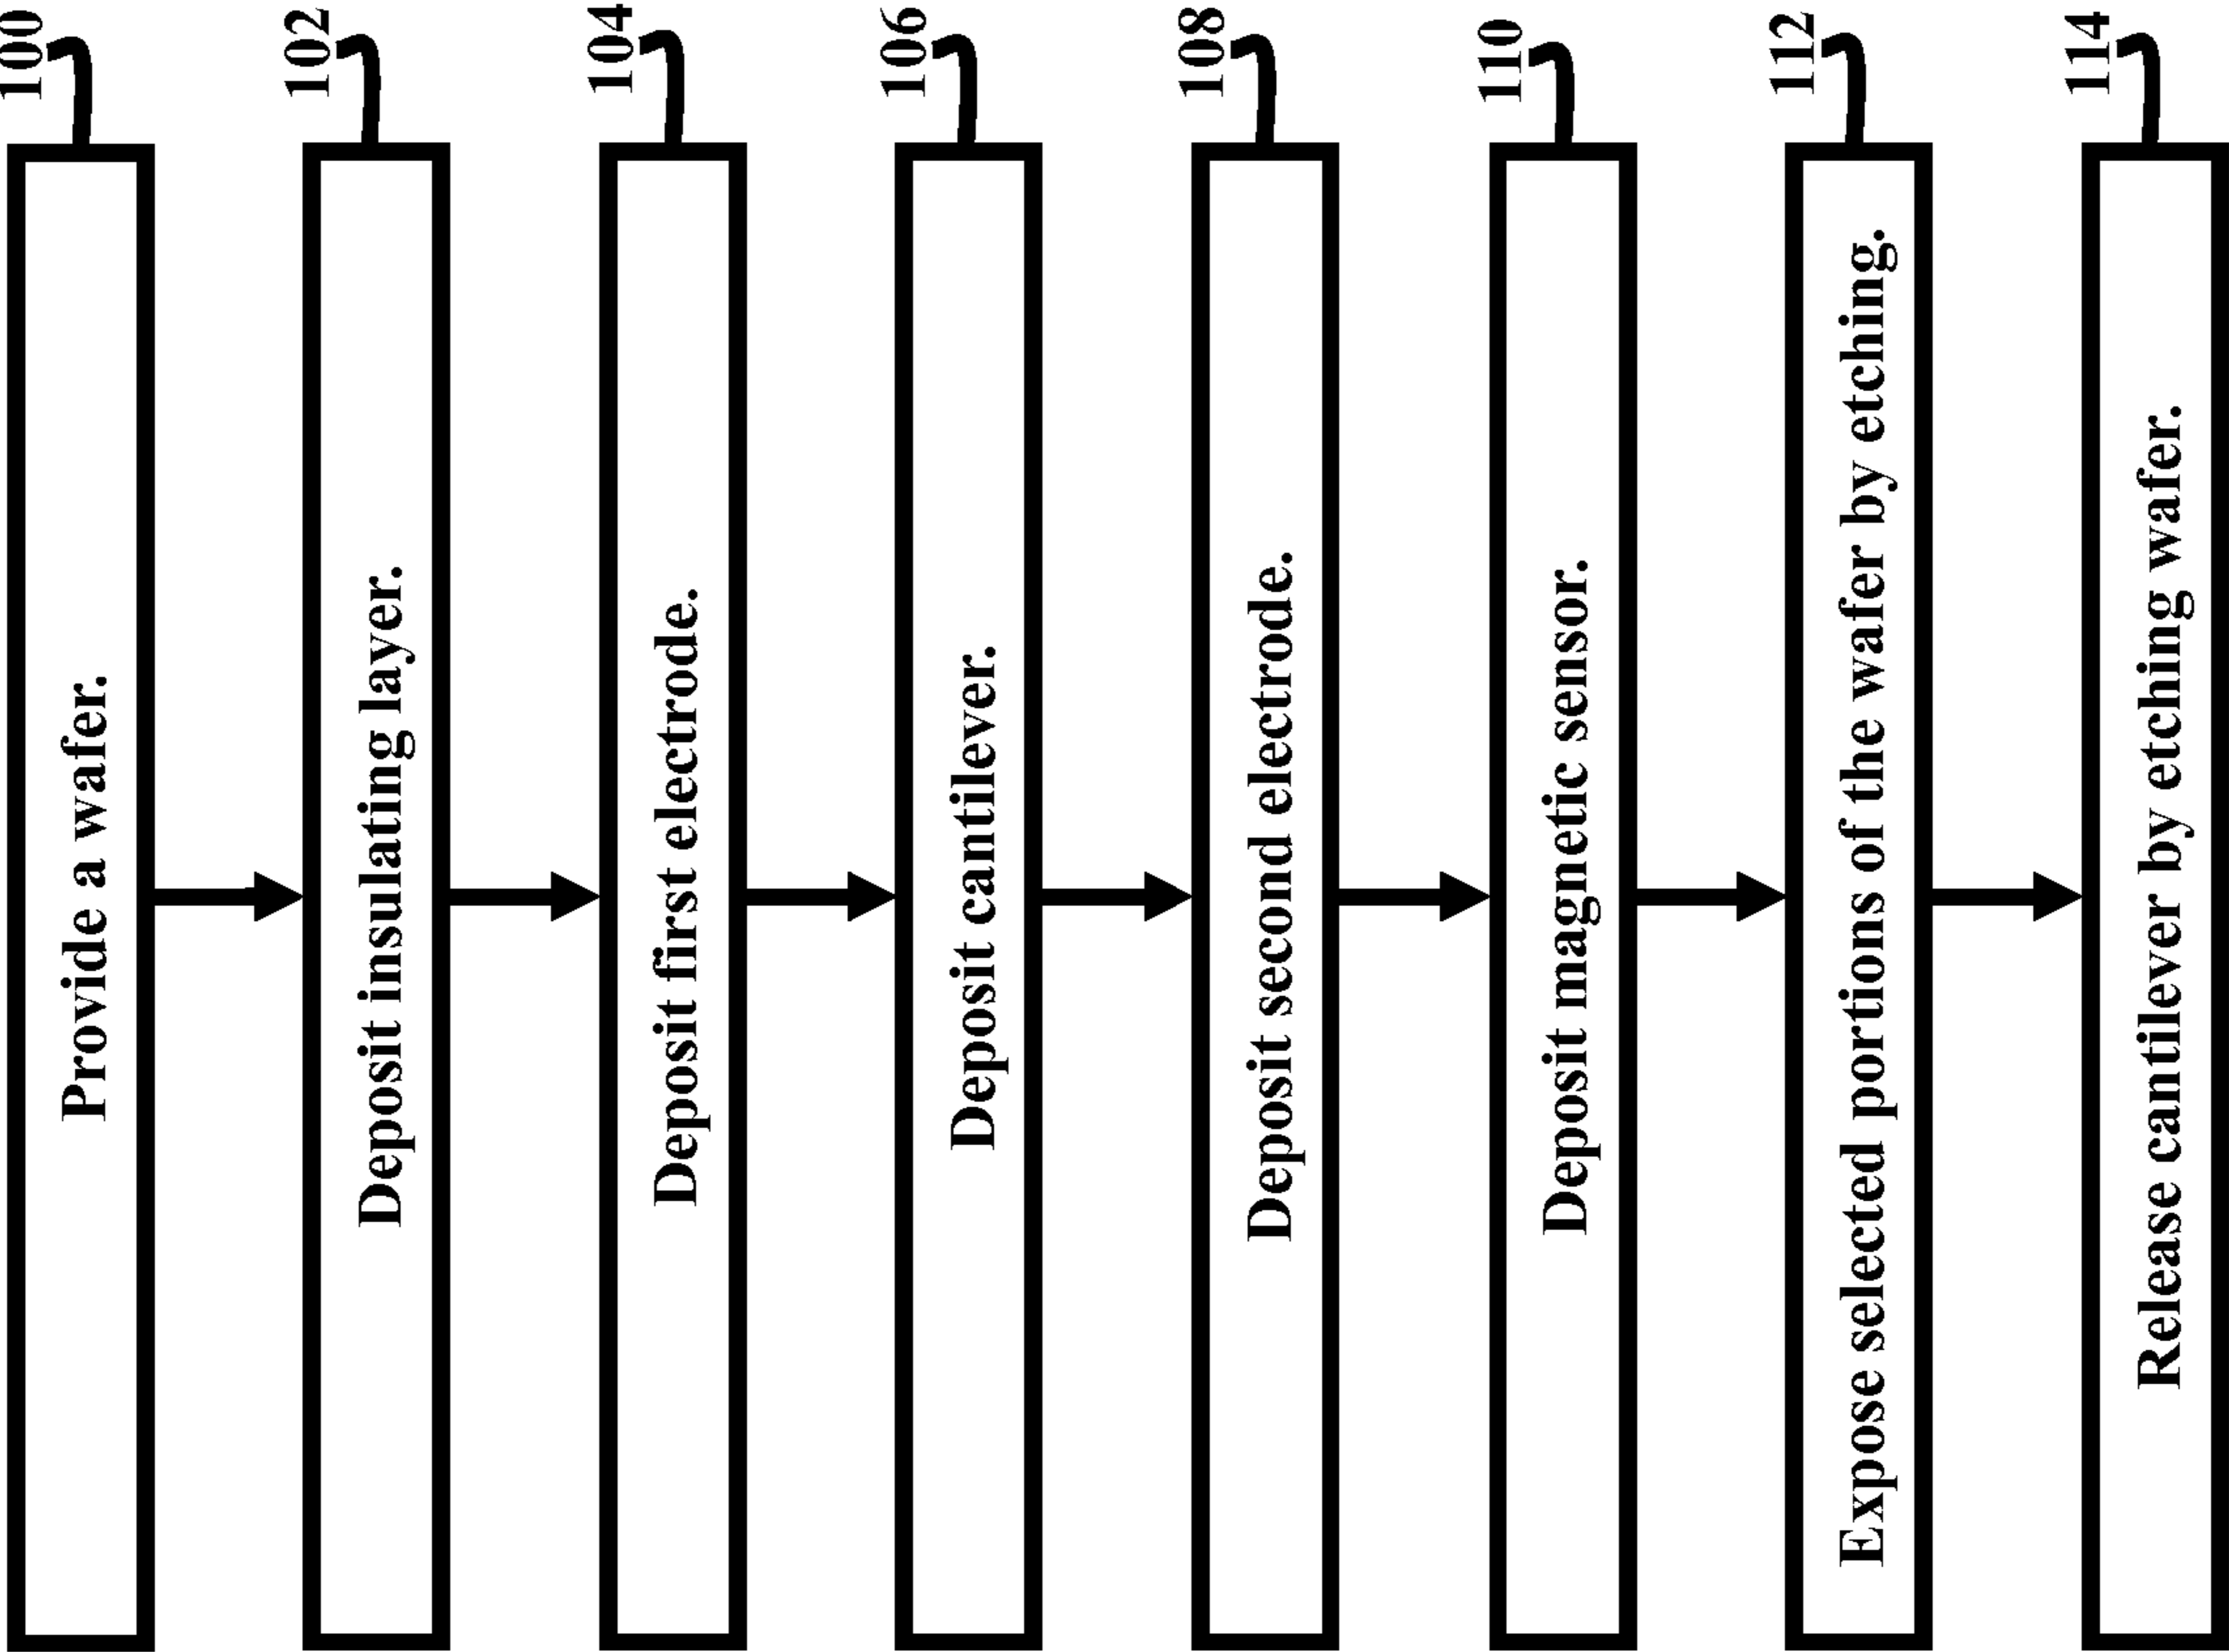 100
Provide a wafer.
102
Deposit insulating layer.
104
Deposit first electrode.
106
Deposit cantilever.
108
Deposit second electrode.
110
Deposit magnetic sensor.
112
Expose selected portions of the wafer by etching.
114
Release cantilever by etching wafer.